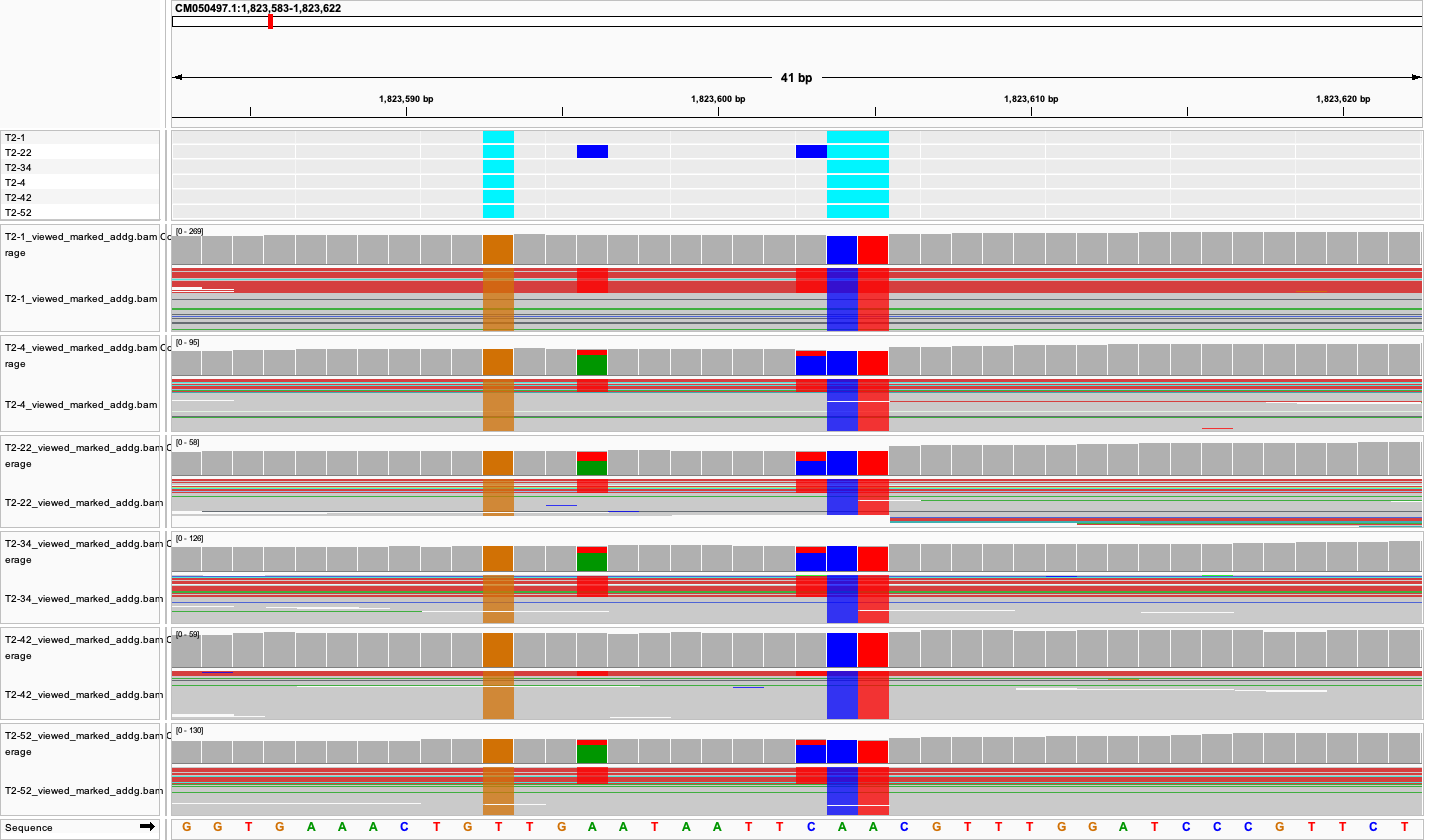 CM050497.1:1,823,583-1,823,622
41 bp
1,823,590 bp 1,823,600 bp 1,823,610 bp 1,823,620 bp
T2-1
T2-22
T2-34
T2-4
T2-42
T2-52
T2-1_viewed_marked_addg.bam Co [0 - 269]
rage
T2-1_viewed_marked_addg.bam
T2-4_viewed_marked_addg.bam Co [0 - 95]
rage
T2-4_viewed_marked_addg.bam
T2-22_viewed_marked_addg.bam C [0 - 58]
erage
T2-22_viewed_marked_addg.bam
T2-34_viewed_marked_addg.bam C [0 - 126]
erage
T2-34_viewed_marked_addg.bam
T2-42_viewed_marked_addg.bam C [0 - 59]
erage
T2-42_viewed_marked_addg.bam
T2-52_viewed_marked_addg.bam C [0 - 130]
erage
T2-52_viewed_marked_addg.bam
Sequence G G T G A A A C T G T T G A A T A A T T C A A C G T T T G G A T C C C G T T C T